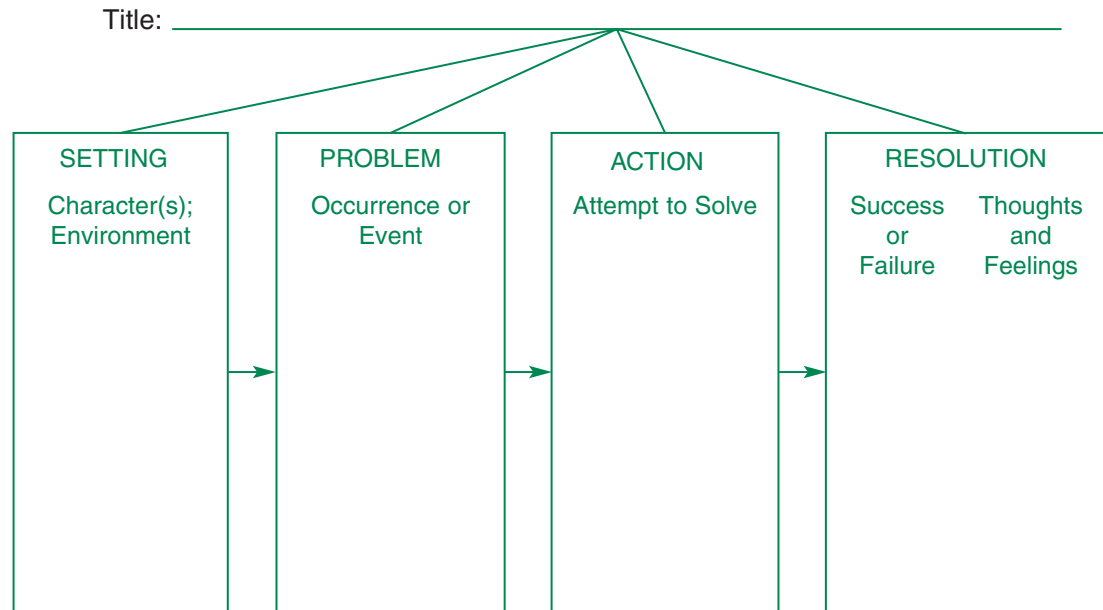 Title:
SETTING
Character(s);
Environment
PROBLEM
Occurrence or
Event
ACTION
Attempt to Solve
RESOLUTION
Success
or
Failure
Thoughts
and
Feelings